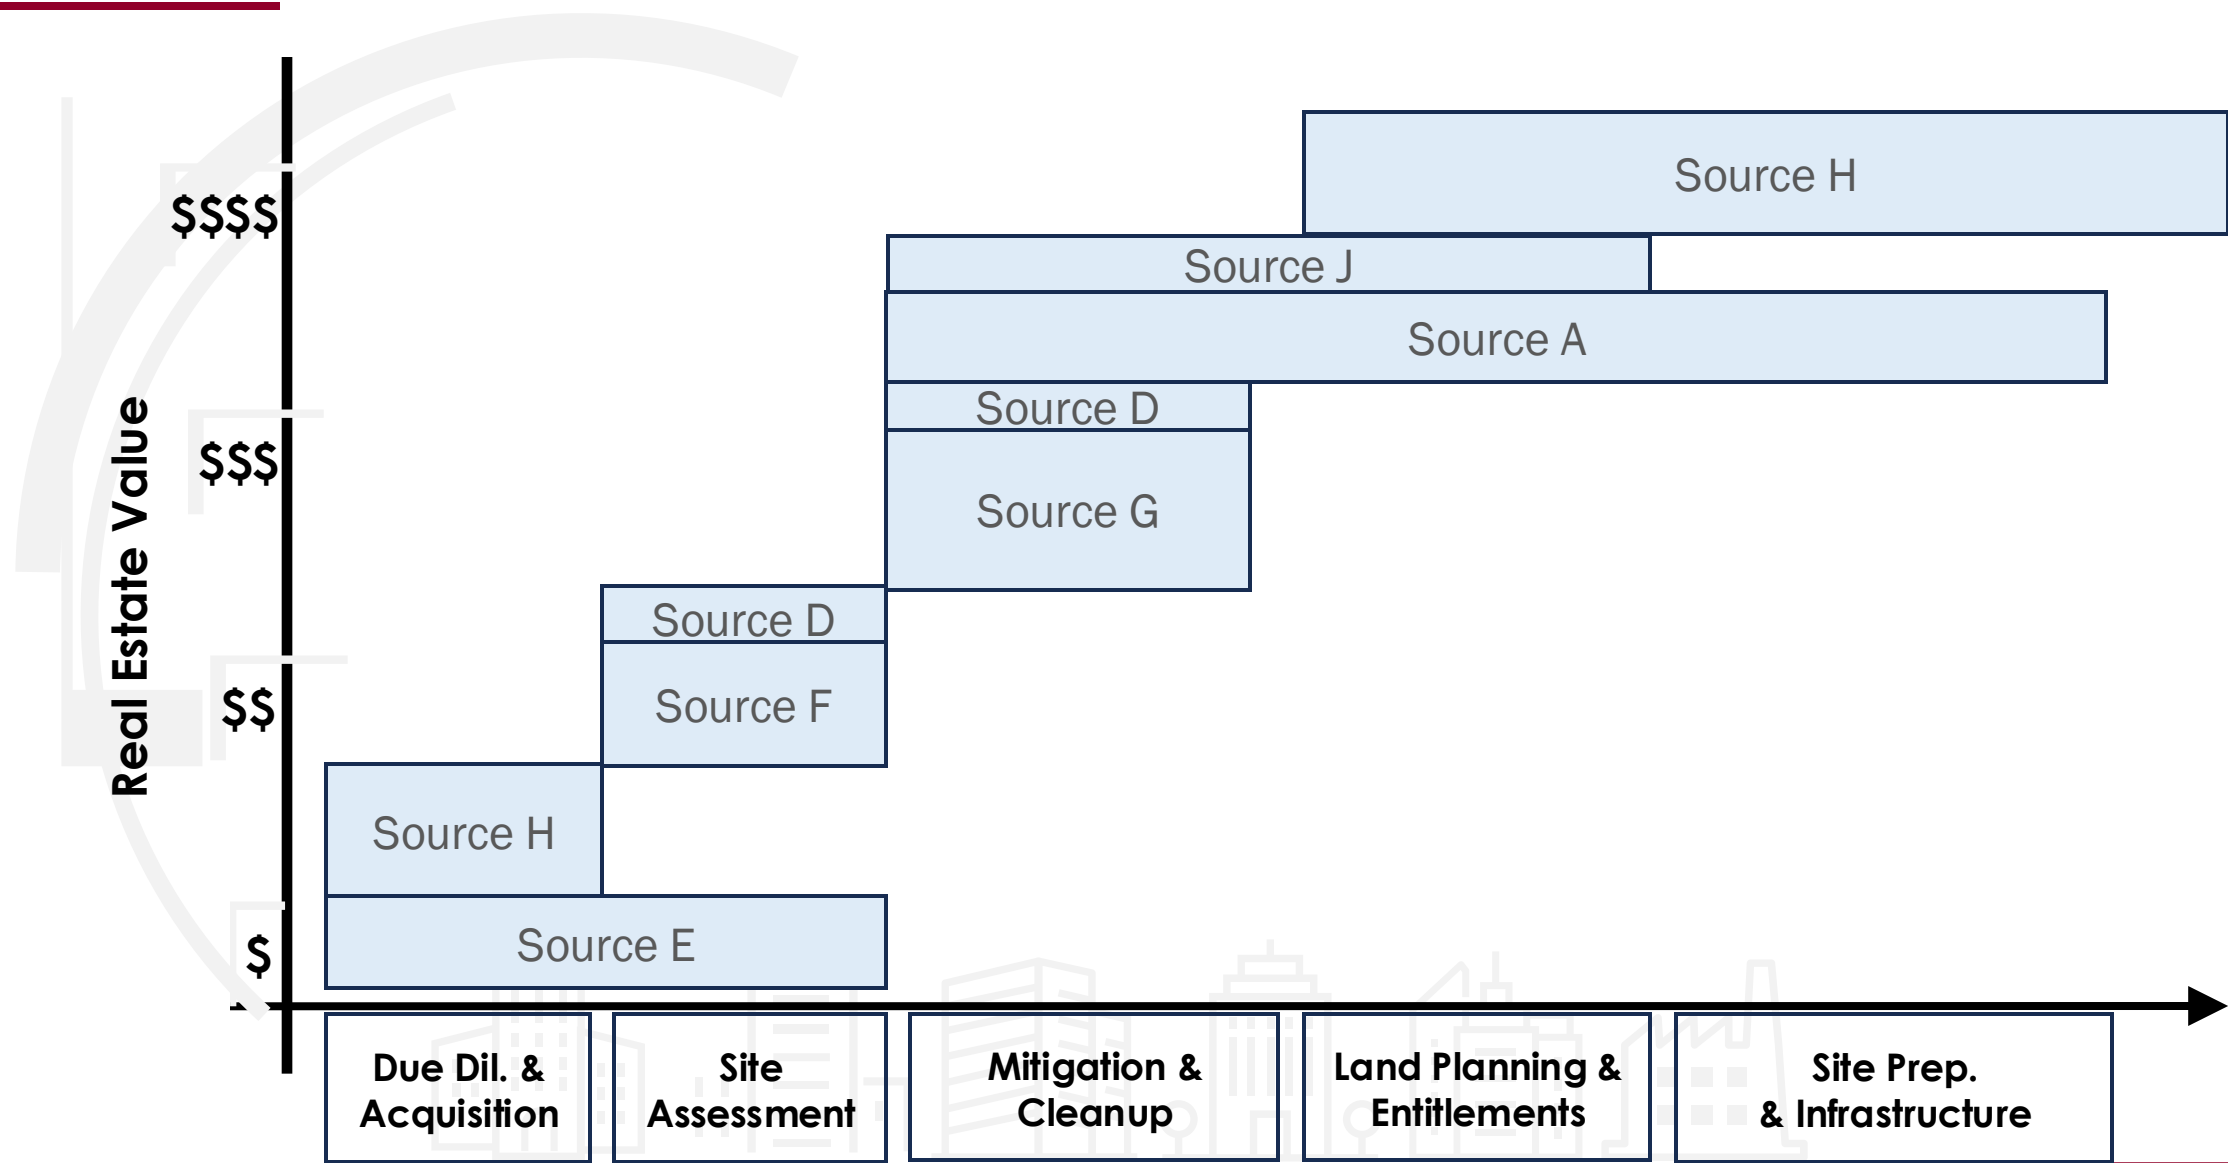 Real Estate Value
$$$$
$$$
$$
$
Source H
Source J
Source A
Source D
Source G
Source D
Source F
Source H
Source E
Due Dil. &
Acquisition
Site
Assessment
Mitigation &
Cleanup
Land Planning &
Entitlements
Site Prep.
& Infrastructure